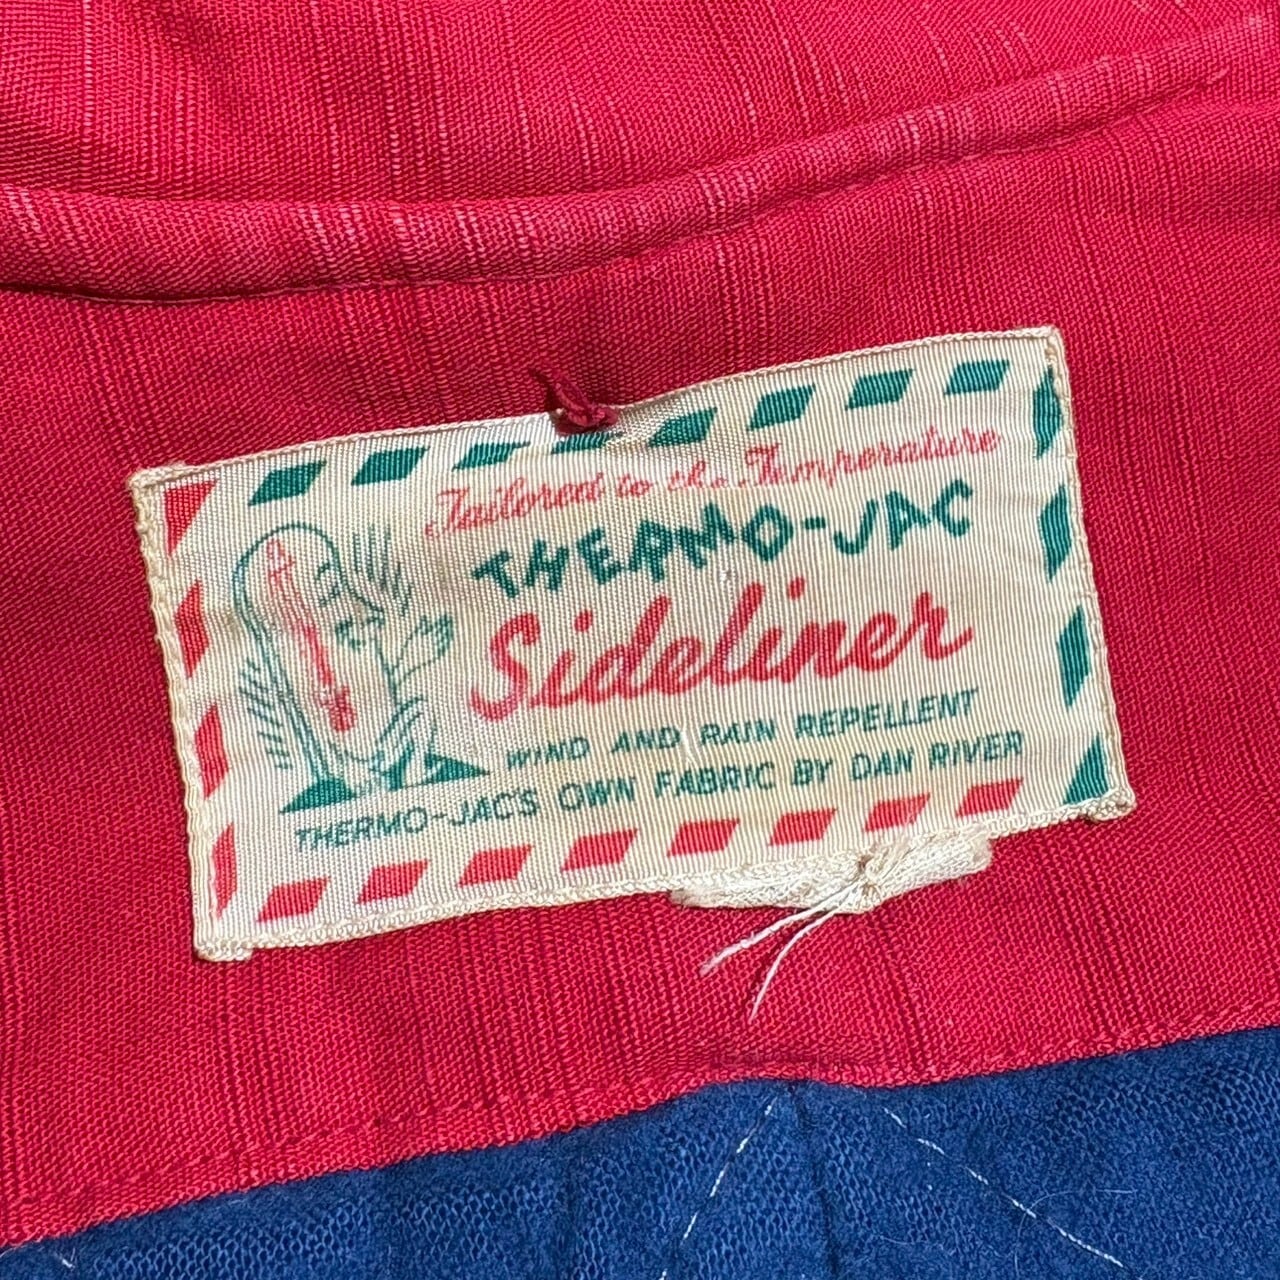 Tailored to the Temperature
THERMO-JAC
Sideliner
WIND AND RAIN REPELLENT
THERMO-JAC'S OWN FABRIC BY DAN RIVER